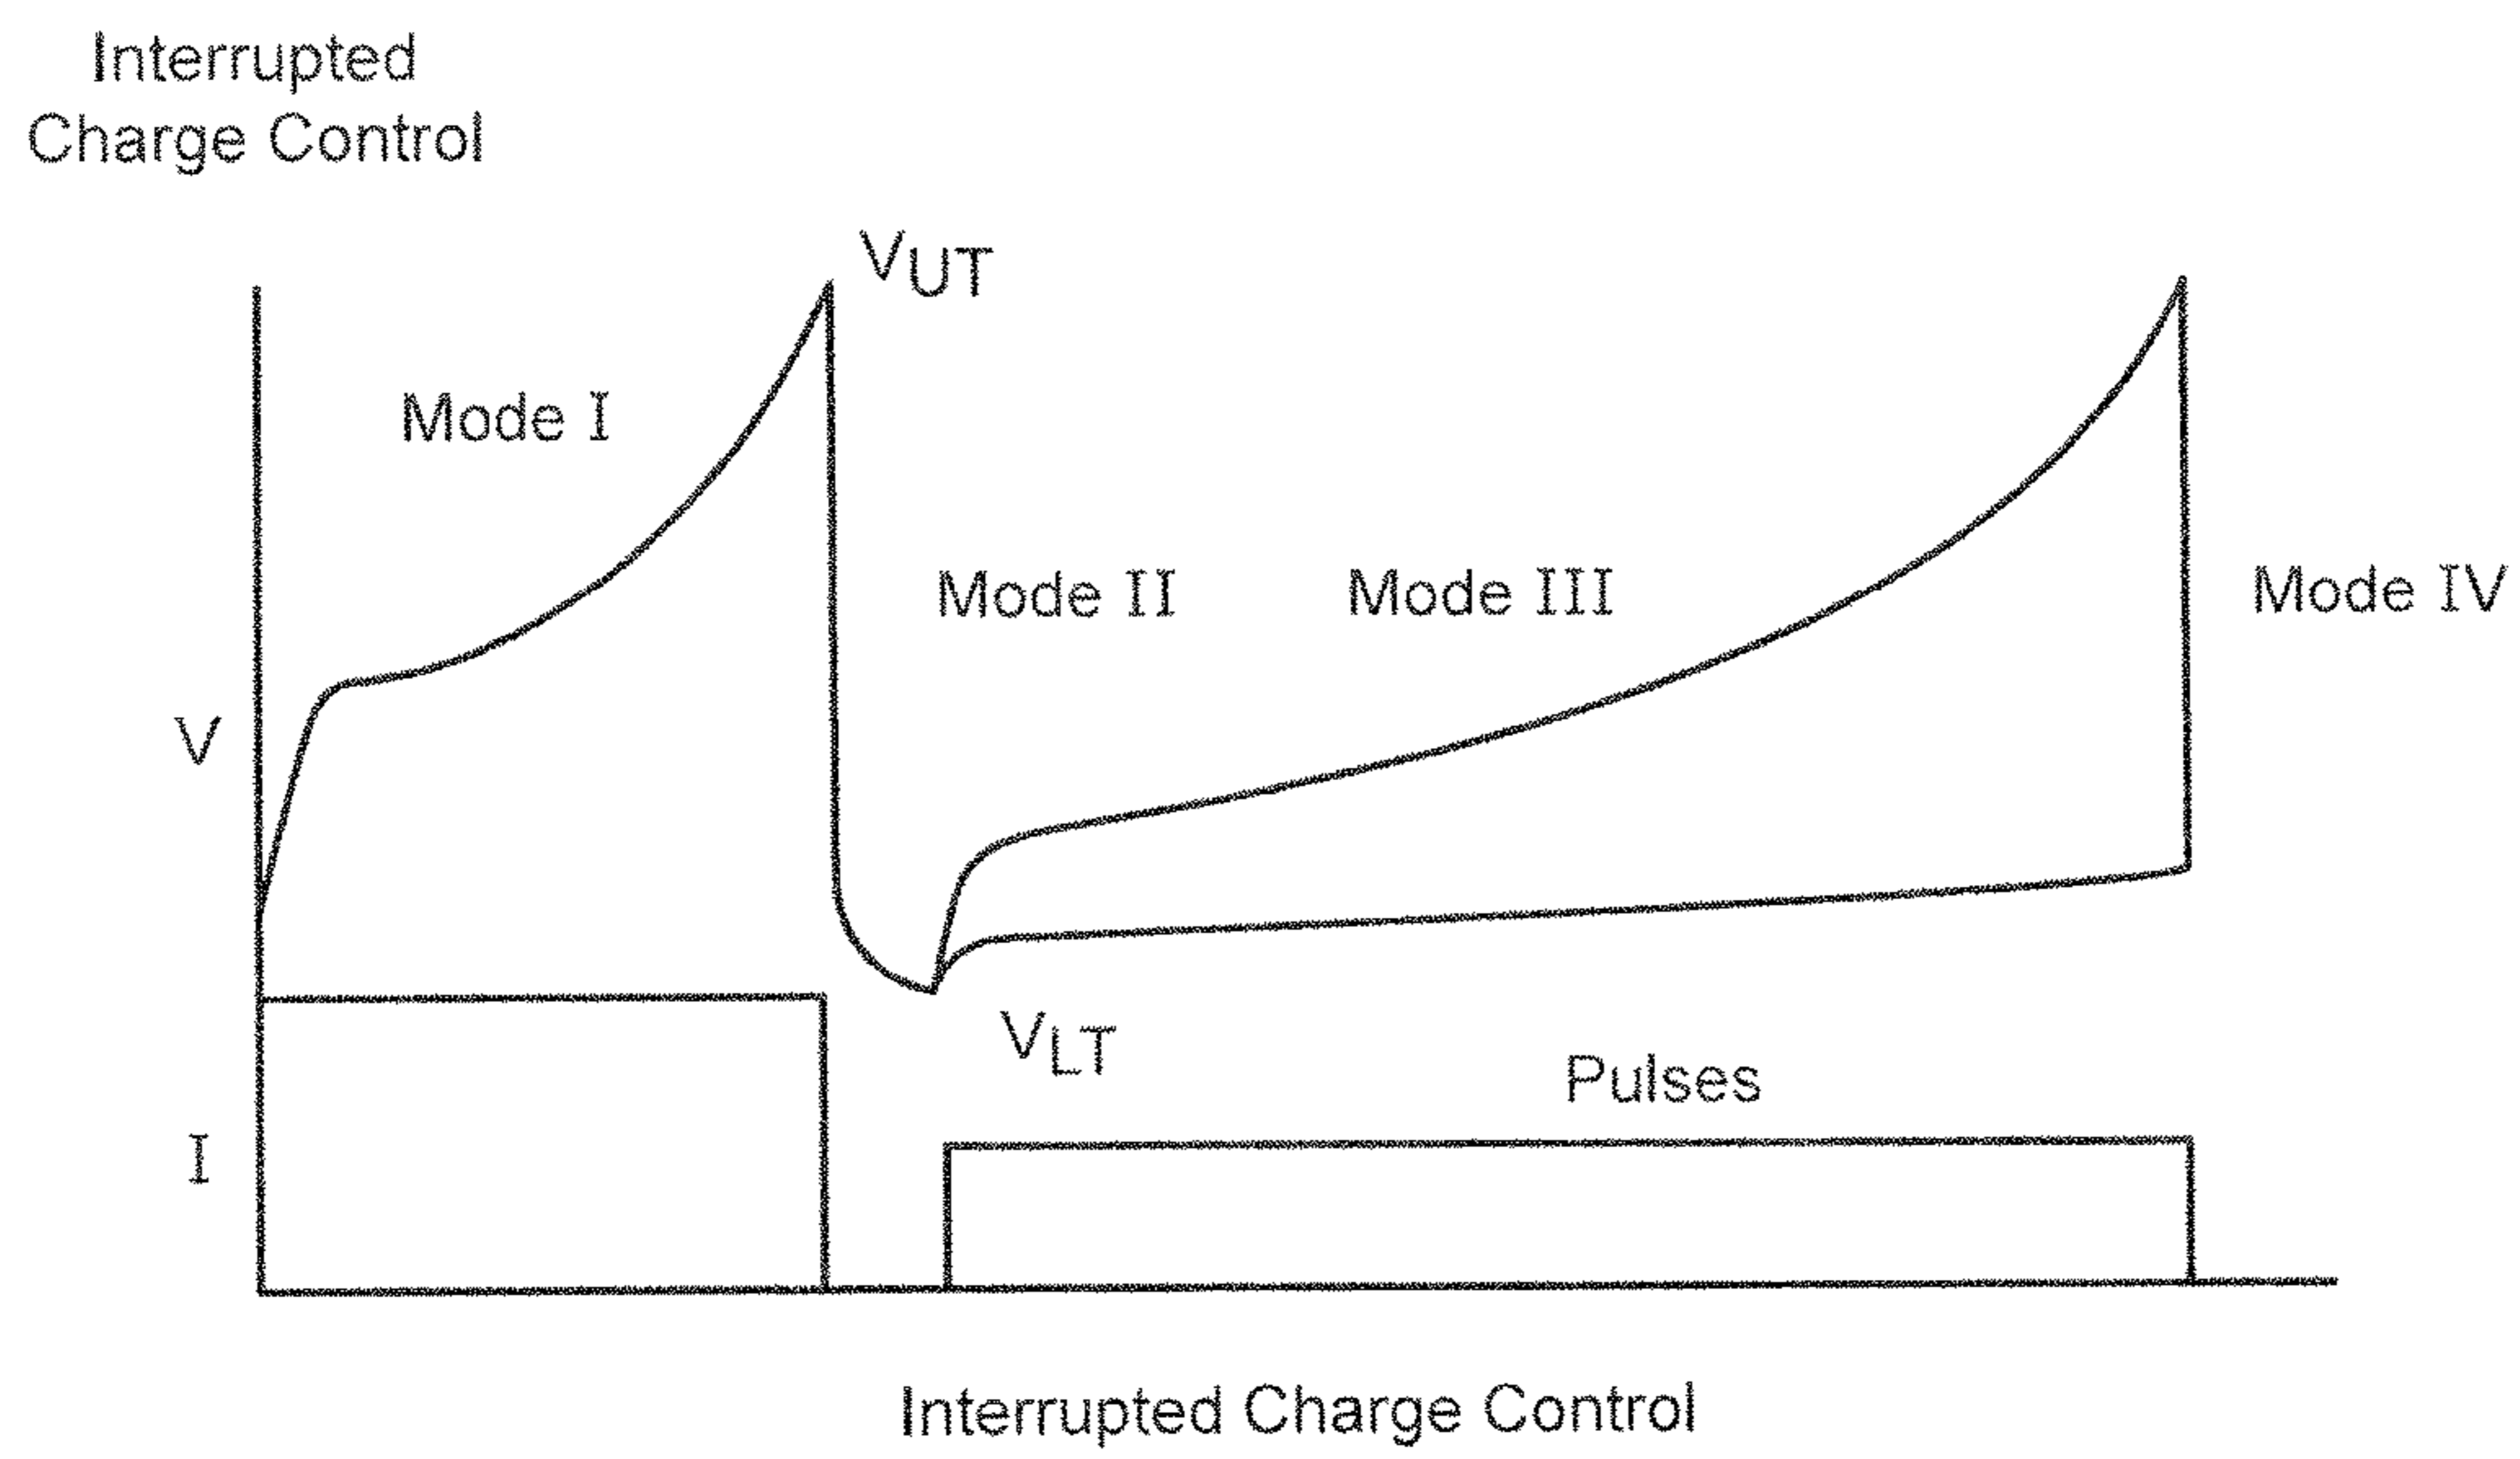 Interrupted
Charge Control
VUT
Mode I
Mode II
Mode III
Mode IV
V
VLT
Pulses
I
Interrupted Charge Control